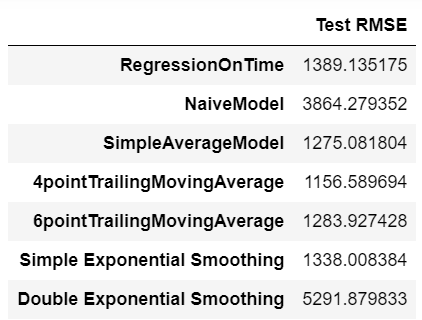 Test RMSE
RegressionOnTime 1389.135175
NaiveModel 3864.279352
SimpleAverageModel 1275.081804
4pointTrailingMovingAverage 1156.589694
6pointTrailingMovingAverage 1283.927428
Simple Exponential Smoothing 1338.008384
Double Exponential Smoothing 5291.879833